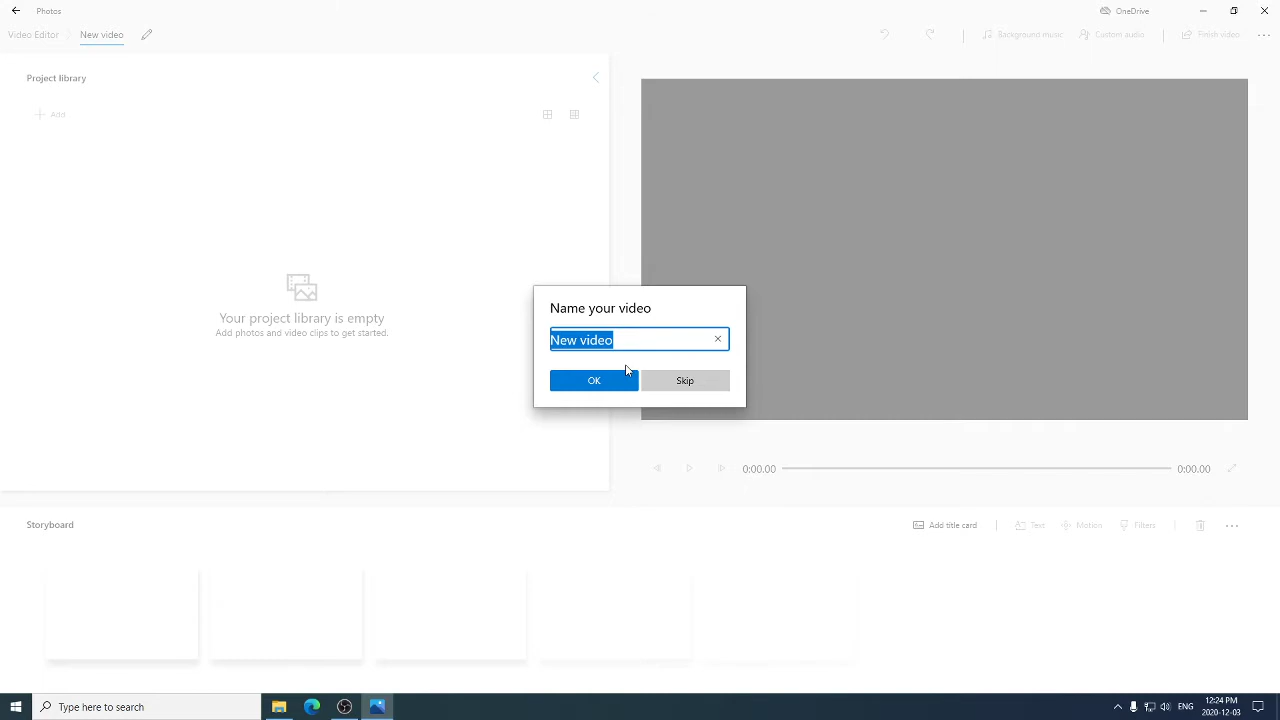 Photos
OneDrive
Video Editor
New video
Background music
Custom audio
Finish video
Project library
Add
Your project library is empty
Add photos and video clips to get started.
Name your video
New video
OK
Skip
0:00.00
0:00.00
Storyboard
Add title card
Text
Motion
Filters
Type here to search
ENG
12:24 PM
2020-12-03